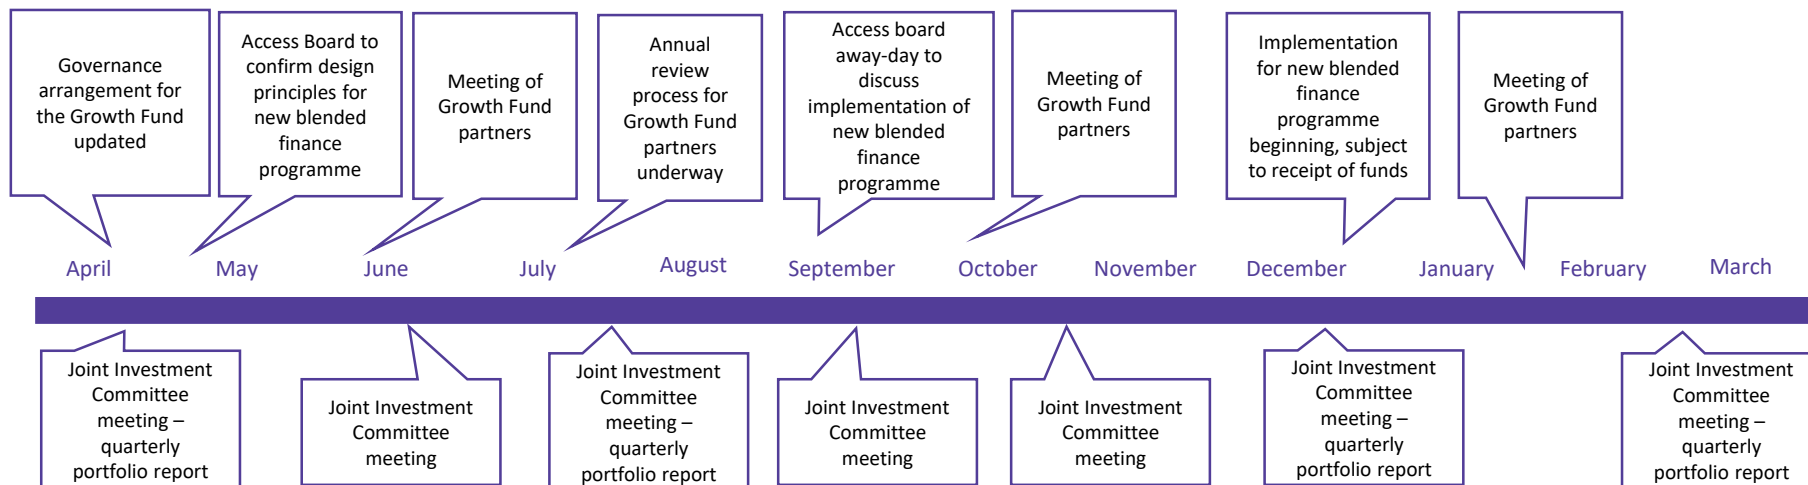 Governance
arrangement for
the Growth Fund
updated
Access Board to
confirm design
principles for
new blended
finance
programme
Meeting of
Growth Fund
partners
Annual
review
process for
Growth Fund
partners
underway
Access board
away-day to
discuss
implementation of
new blended
finance
programme
Meeting of
Growth Fund
partners
Implementation
for new blended
finance
programme
beginning, subject
to receipt of funds
Meeting of
Growth Fund
partners
April
May
June
July
August
September
October
November
December
January
February
March
Joint Investment
Committee
meeting –
quarterly
portfolio report
Joint Investment
Committee
meeting
Joint Investment
Committee
meeting –
quarterly
portfolio report
Joint Investment
Committee
meeting
Joint Investment
Committee
meeting
Joint Investment
Committee
meeting –
quarterly
portfolio report
Joint Investment
Committee
meeting –
quarterly
portfolio report